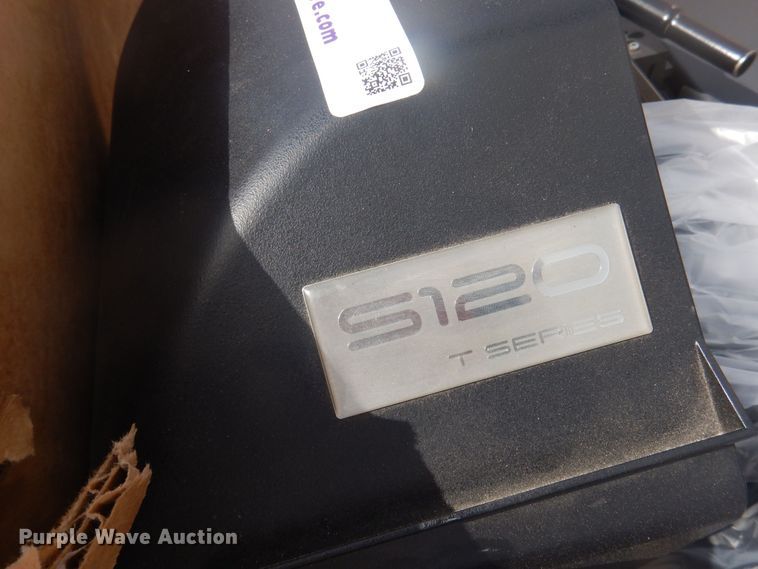 e.com
S120
T SERIES
Purple Wave Auction